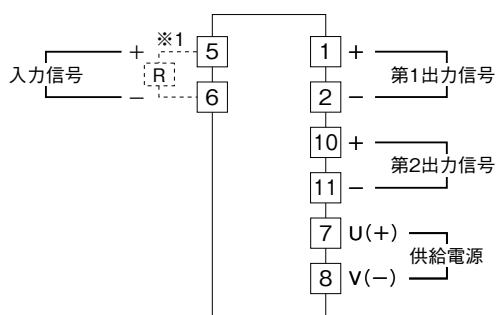 ※1
+ 5
入力信号 R
− 6
1 +
第1出力信号
2 −
10 +
第2出力信号
11 −
7 U(+)
供給電源
8 V(−)